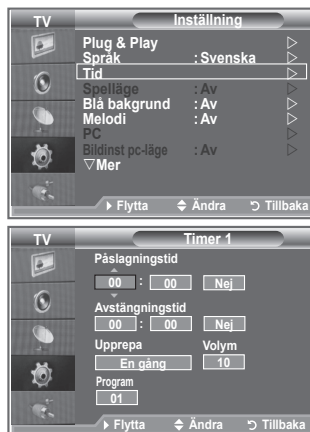 TV Inställning
Plug & Play
Språk : Svenska
Tid
Spelläge : Av
Blå bakgrund : Av
Melodi : Av
PC
Bildinst pc-läge : Av
▽Mer
Flytta Ändra Tillbaka
TV Timer 1
Påslagningstid
00 : 00 Nej
Avstängningstid
00 : 00 Nej
Upprepa Volym
En gång 10
Program
01
Flytta Ändra Tillbaka